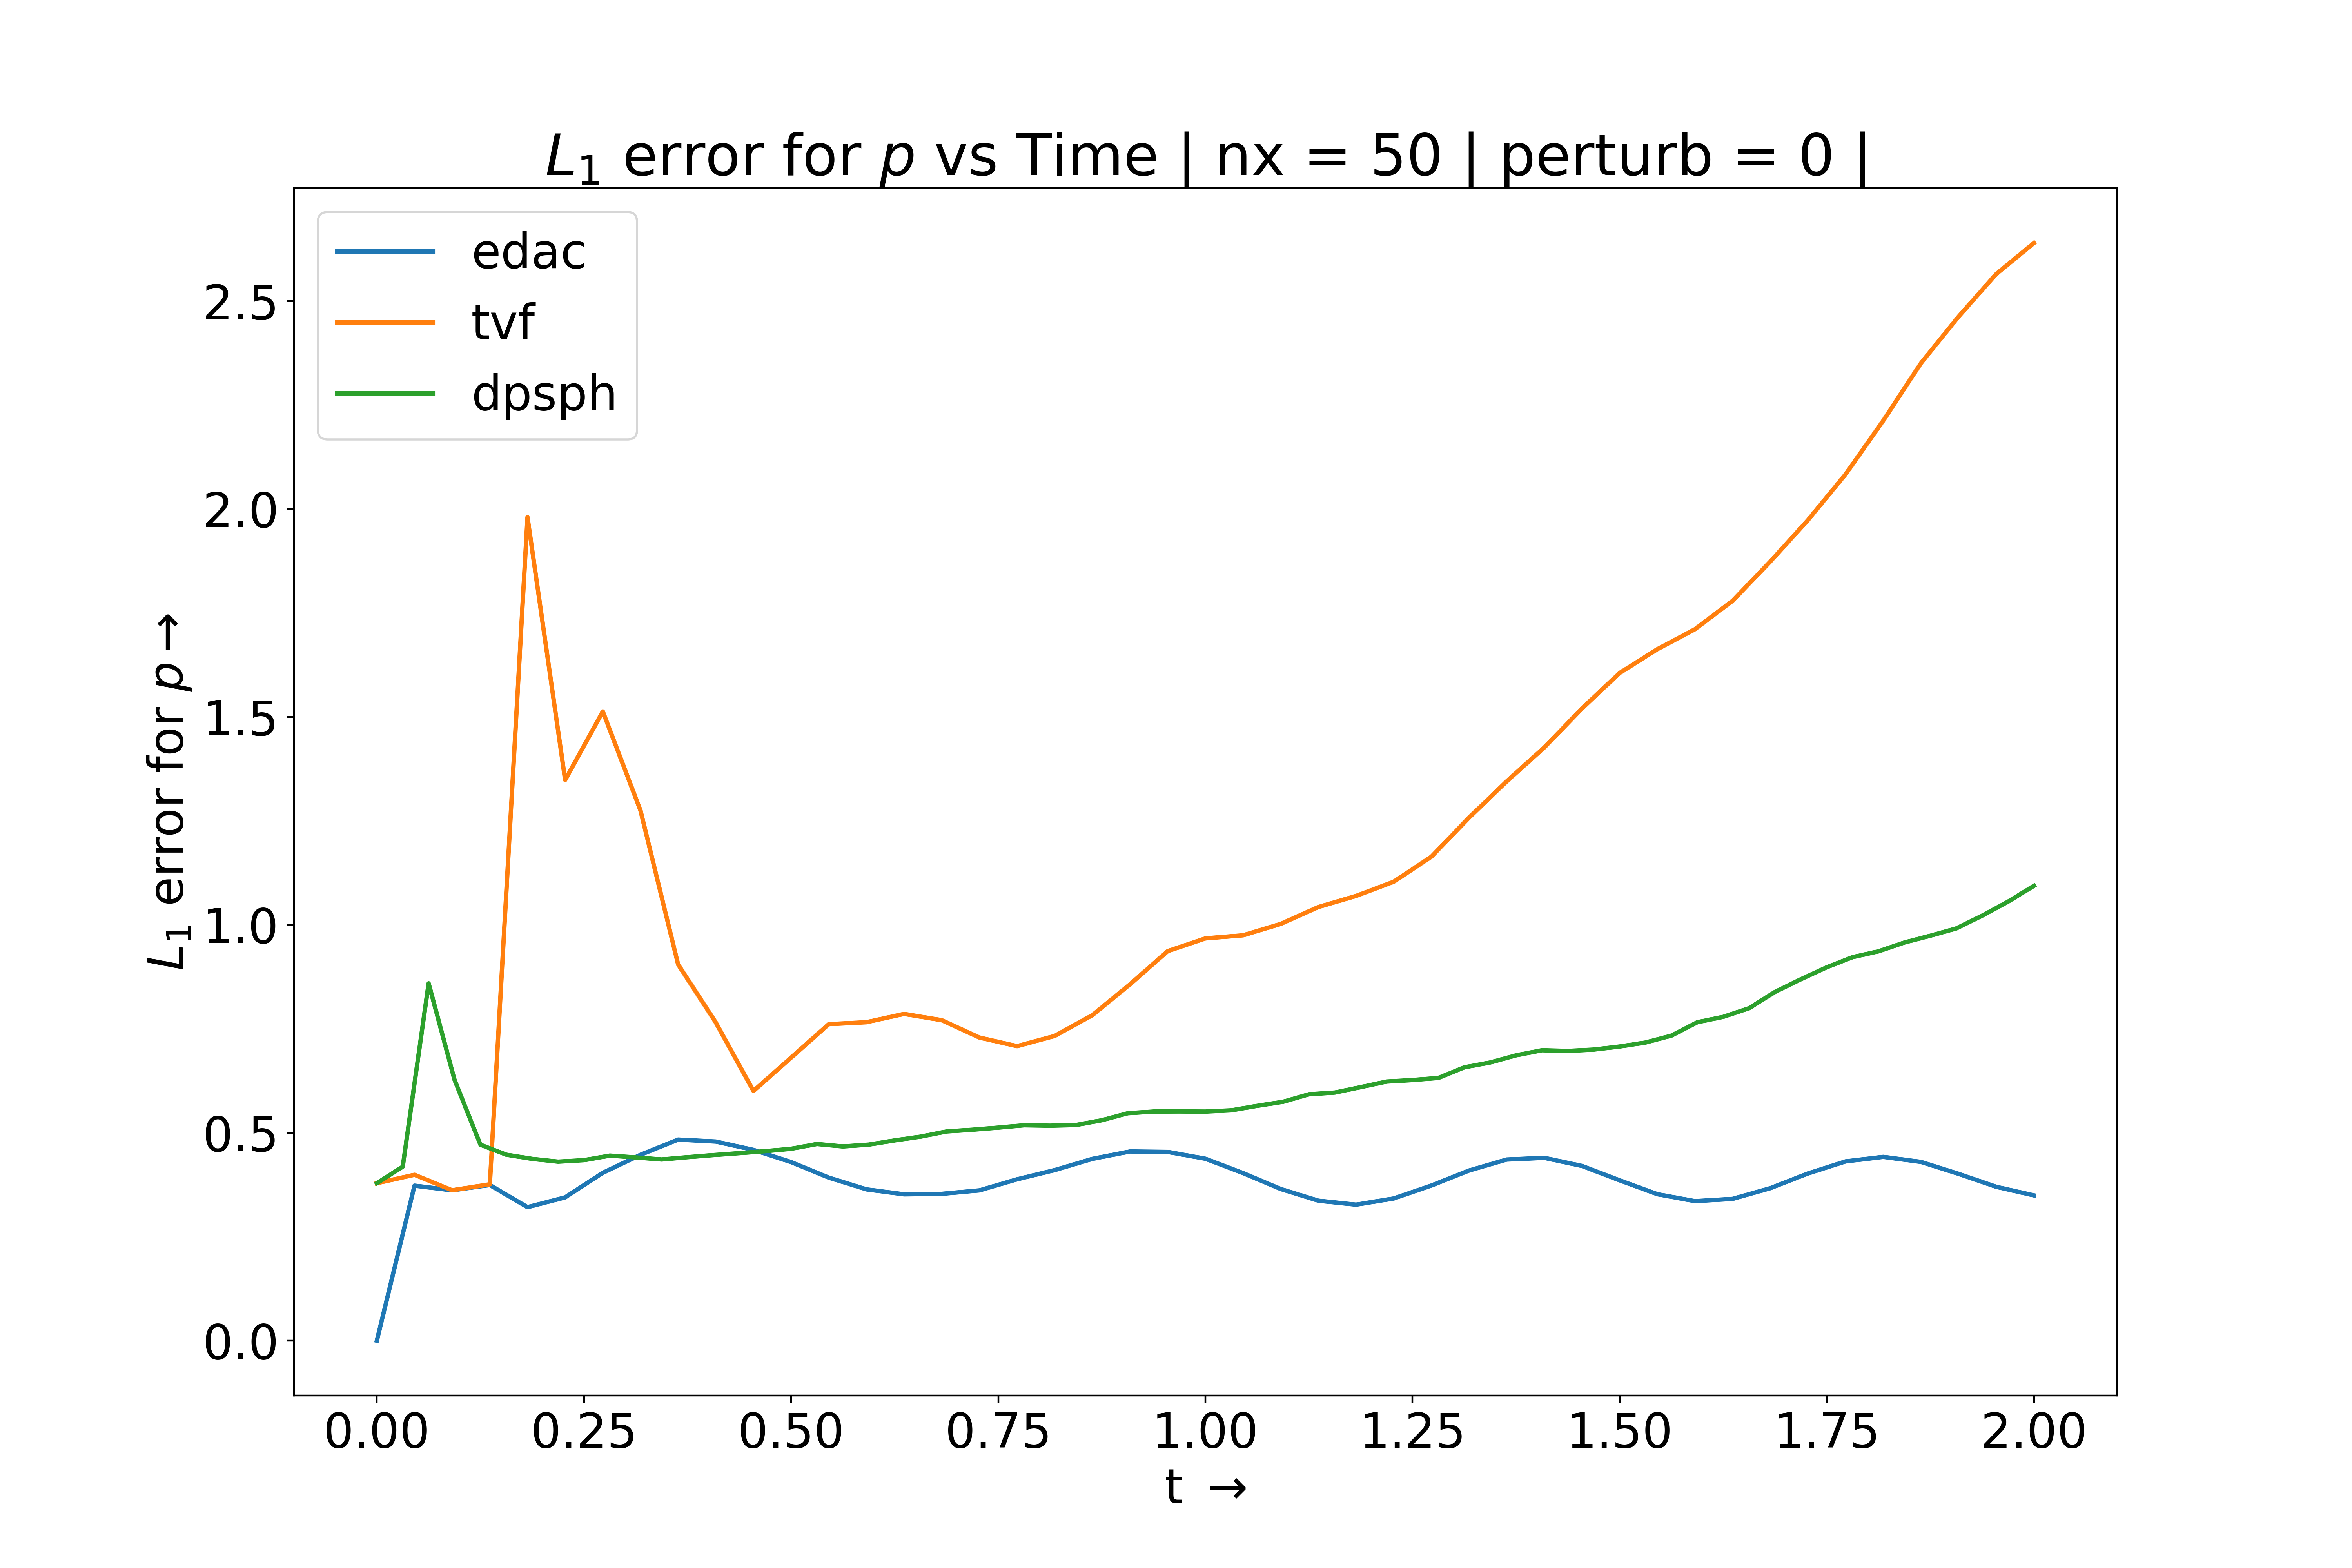 L₁ error for p vs Time | nx = 50 | perturb = 0 |
edac
tvf
dpsph
L₁ error for p→
2.5
2.0
1.5
1.0
0.5
0.0
0.00 0.25 0.50 0.75 1.00 1.25 1.50 1.75 2.00
t →